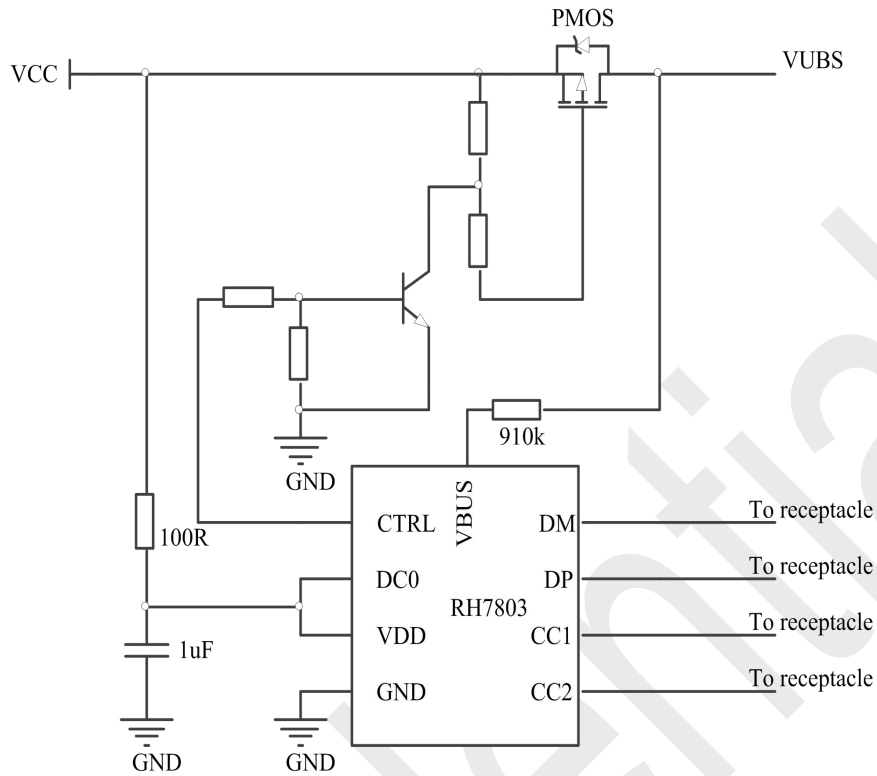 PMOS
VCC
VUBS
910k
GND
100R
CTRL
VBUS
DM
To receptacle
DC0
DP
To receptacle
RH7803
VDD
CC1
To receptacle
1uF
GND
CC2
To receptacle
GND
GND